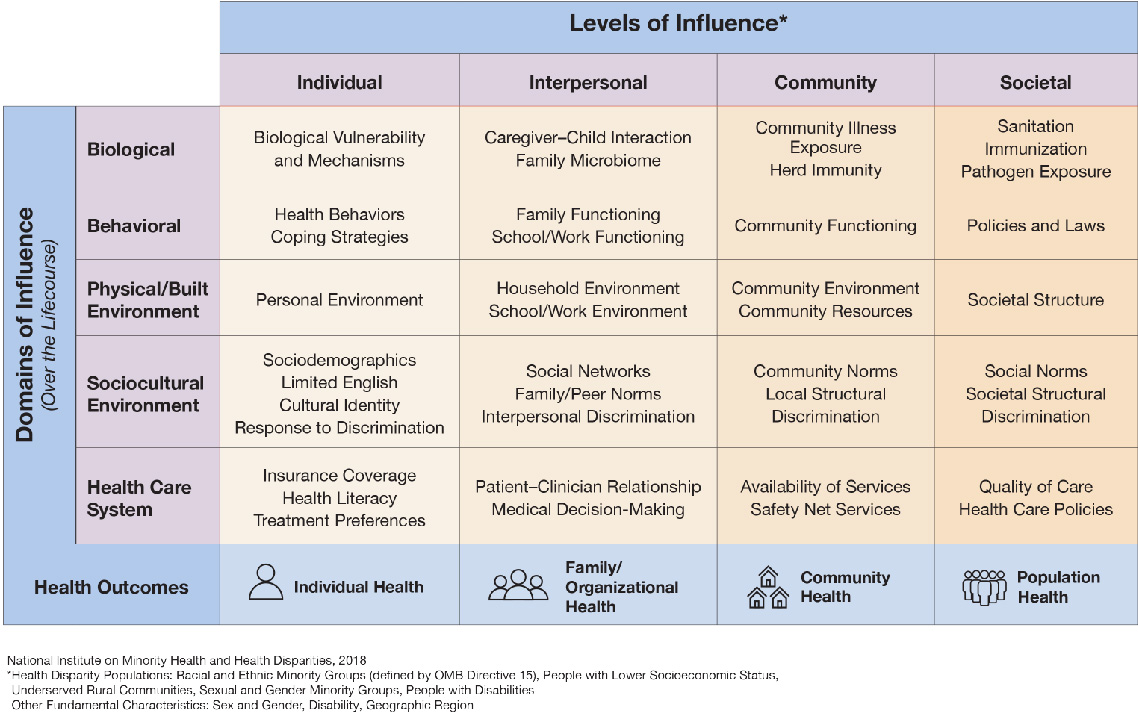 Levels of Influence*
Individual
Interpersonal
Community
Societal
Domains of Influence
(Over the Lifecourse)
Biological
Biological Vulnerability
and Mechanisms
Caregiver–Child Interaction
Family Microbiome
Community Illness
Exposure
Herd Immunity
Sanitation
Immunization
Pathogen Exposure
Behavioral
Health Behaviors
Coping Strategies
Family Functioning
School/Work Functioning
Community Functioning
Policies and Laws
Physical/Built
Environment
Personal Environment
Household Environment
School/Work Environment
Community Environment
Community Resources
Societal Structure
Sociocultural
Environment
Sociodemographics
Limited English
Cultural Identity
Response to Discrimination
Social Networks
Family/Peer Norms
Interpersonal Discrimination
Community Norms
Local Structural
Discrimination
Social Norms
Societal Structural
Discrimination
Health Care
System
Insurance Coverage
Health Literacy
Treatment Preferences
Patient–Clinician Relationship
Medical Decision-Making
Availability of Services
Safety Net Services
Quality of Care
Health Care Policies
Health Outcomes
Individual Health
Family/
Organizational
Health
Community
Health
Population
Health
National Institute on Minority Health and Health Disparities, 2018
*Health Disparity Populations: Racial and Ethnic Minority Groups (defined by OMB Directive 15), People with Lower Socioeconomic Status,
Underserved Rural Communities, Sexual and Gender Minority Groups, People with Disabilities
Other Fundamental Characteristics: Sex and Gender, Disability, Geographic Region